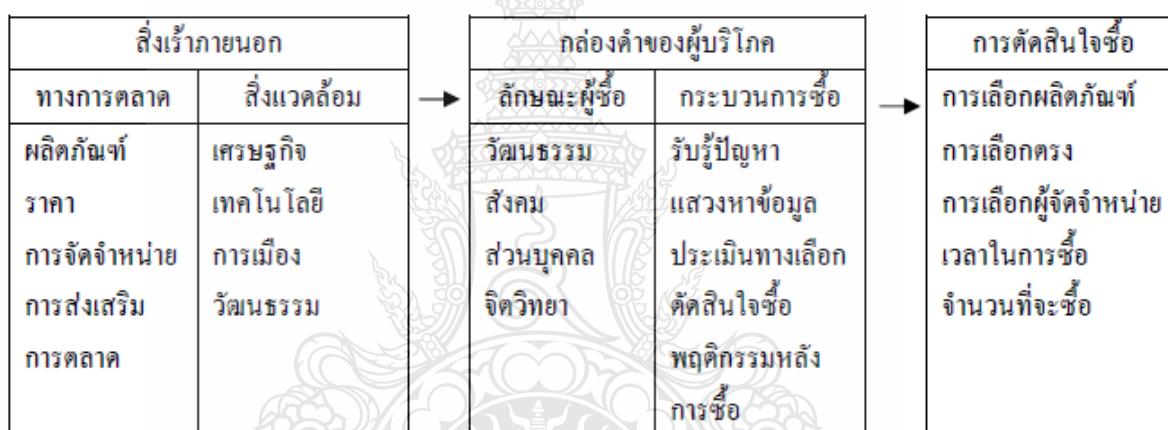 สิ่งเร้าภายนอก
ทางการตลาด
ผลิตภัณฑ์
ราคา
การจัดจำหน่าย
การส่งเสริม
การตลาด
สิ่งแวดล้อม
เศรษฐกิจ
เทคโนโลยี
การเมือง
วัฒนธรรม
กล่องดำของผู้บริโภค
ลักษณะผู้ซื้อ
วัฒนธรรม
สังคม
ส่วนบุคคล
จิตวิทยา
กระบวนการซื้อ
รับรู้ปัญหา
แสวงหาข้อมูล
ประเมินทางเลือก
ตัดสินใจซื้อ
พฤติกรรมหลัง
การซื้อ
การตัดสินใจซื้อ
การเลือกผลิตภัณฑ์
การเลือกตรง
การเลือกผู้จัดจำหน่าย
เวลาในการซื้อ
จำนวนที่จะซื้อ